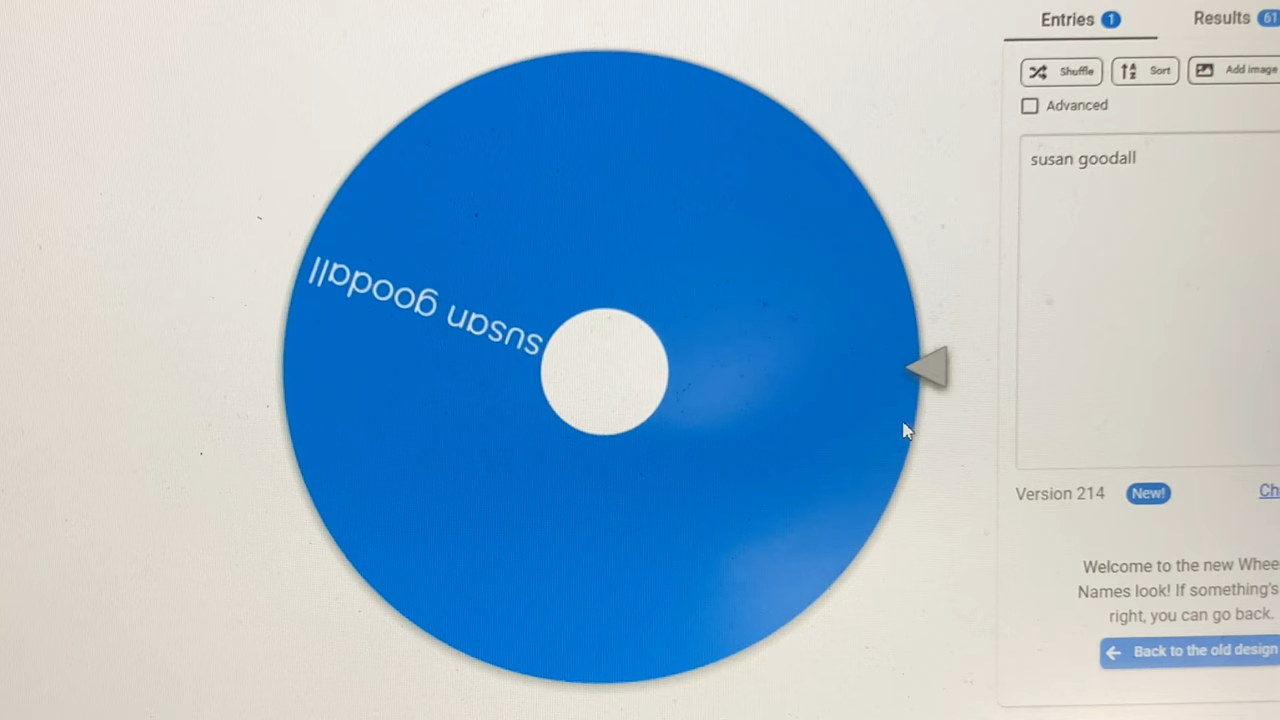 Entries 1
Results 61
Shuffle
Sort
Add image
Advanced
susan goodall
susan goodall
Version 214
New!
Ch
Welcome to the new Whee
Names look! If something's
right, you can go back.
Back to the old design